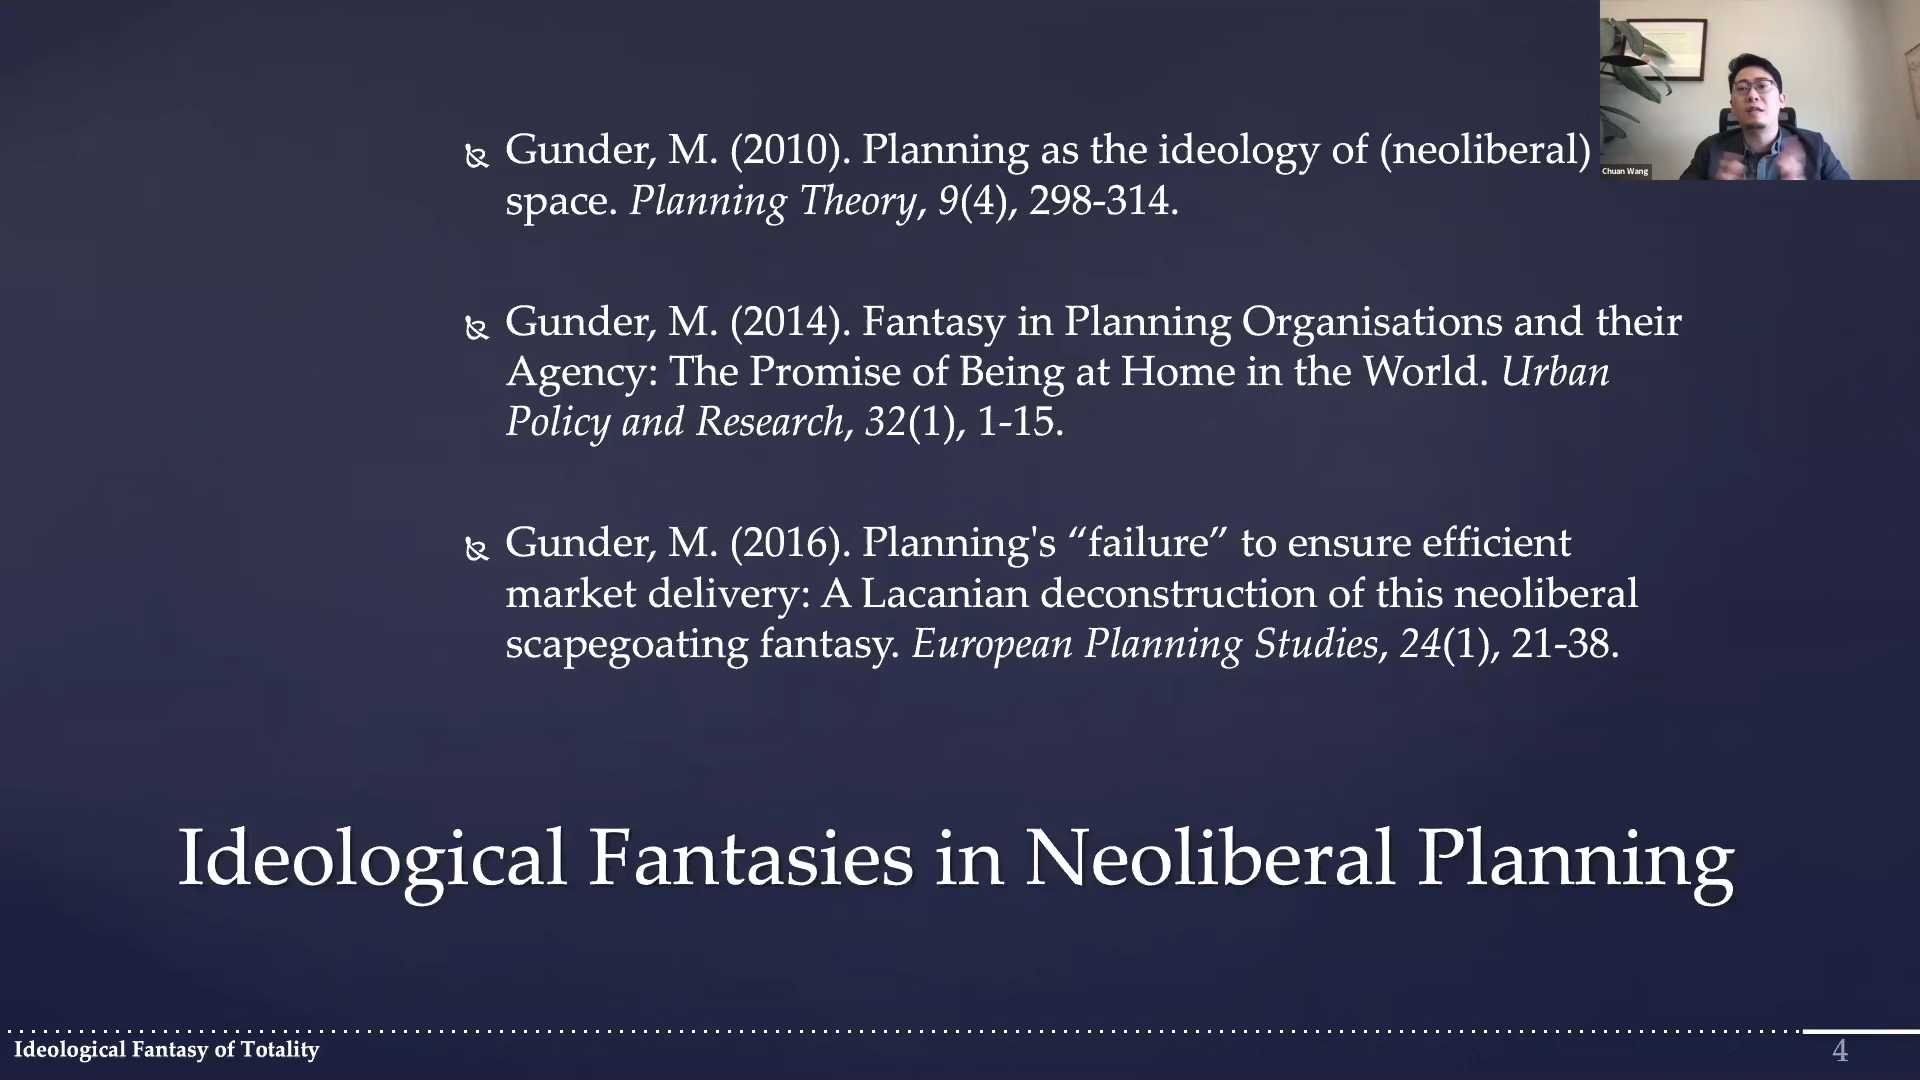 Gunder, M. (2010). Planning as the ideology of (neoliberal)
space. Planning Theory, 9(4), 298-314.
Gunder, M. (2014). Fantasy in Planning Organisations and their
Agency: The Promise of Being at Home in the World. Urban
Policy and Research, 32(1), 1-15.
Gunder, M. (2016). Planning's “failure” to ensure efficient
market delivery: A Lacanian deconstruction of this neoliberal
scapegoating fantasy. European Planning Studies, 24(1), 21-38.
Ideological Fantasies in Neoliberal Planning
Ideological Fantasy of Totality
4
Chuan Wang